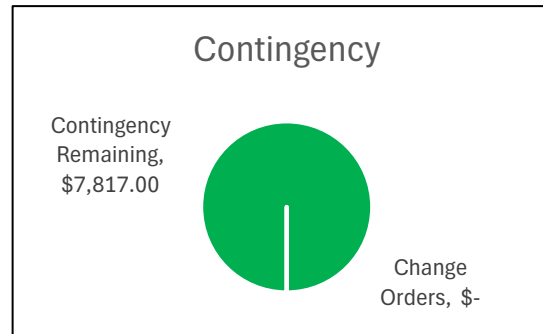 Contingency
Contingency
Remaining,
$7,817.00
Change
Orders, $-